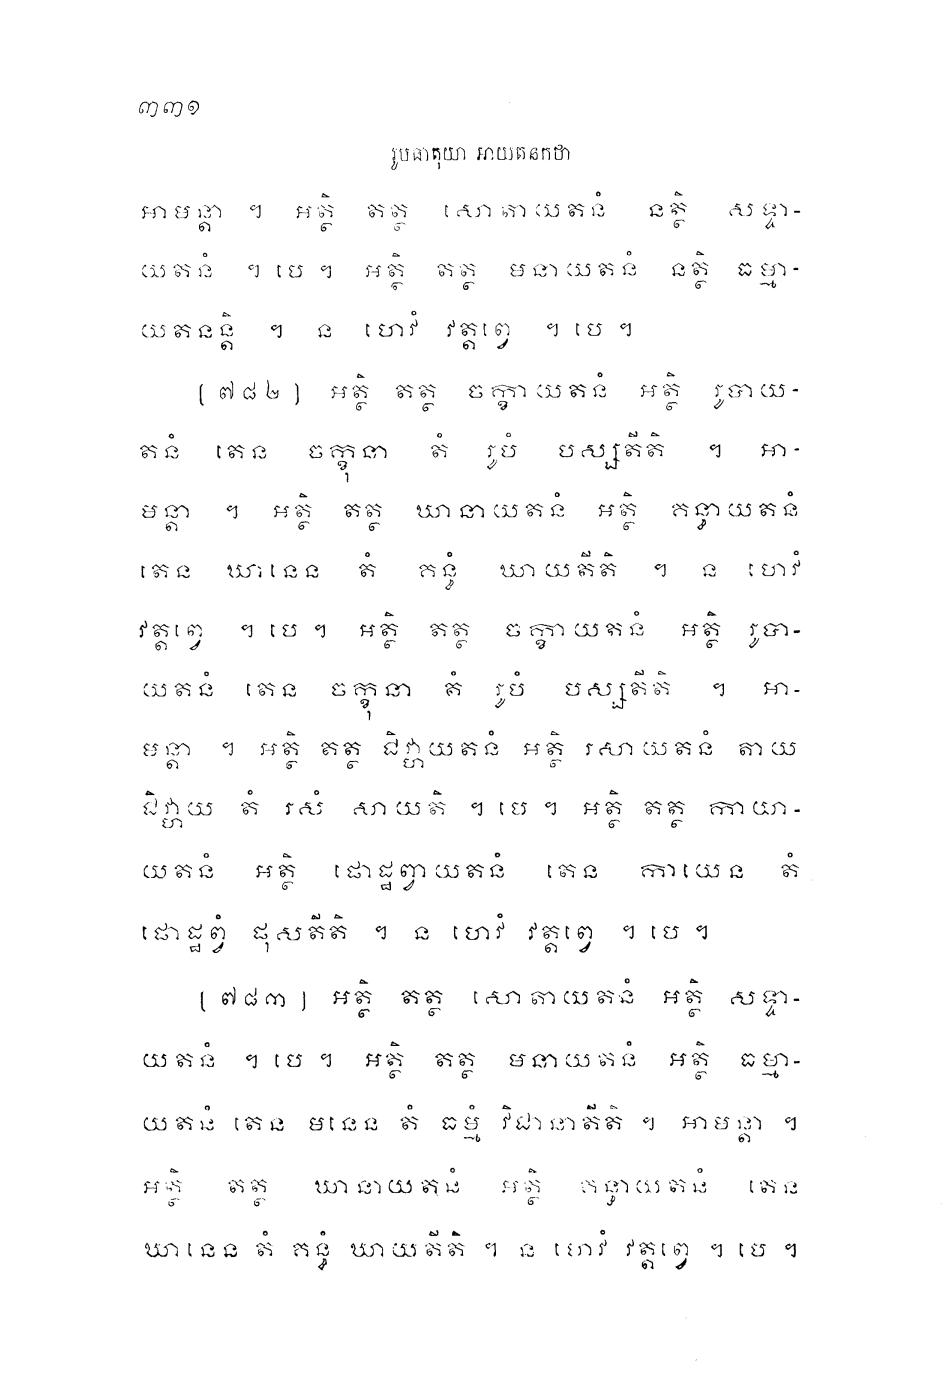 ៣៣១
រូបធាតុយា អាយតនកថា
អាមន្តា ។ អត្ថិ តត្ថ សោតាយតនំ នត្ថិ សទ្ទា-
យតនំ ។ បេ ។ អត្ថិ តត្ថ មនាយតនំ នត្ថិ ធម្មា-
យតនន្តិ ។ ន ហេវំ វត្តព្វេ ។ បេ ។
[៧៨២] អត្ថិ តត្ថ ចក្ខាយតនំ អត្ថិ រូបាយ-
តនំ តេន ចក្ខុនា តំ រូបំ បស្សតីតិ ។ អា-
មន្តា ។ អត្ថិ តត្ថ ឃានាយតនំ អត្ថិ គន្ធាយតនំ
តេន ឃានេន តំ គន្ធំ ឃាយតីតិ ។ ន ហេវំ
វត្តព្វេ ។ បេ ។ អត្ថិ តត្ថ ចក្ខាយតនំ អត្ថិ រូបា-
យតនំ តេន ចក្ខុនា តំ រូបំ បស្សតីតិ ។ អា-
មន្តា ។ អត្ថិ តត្ថ ជិវ្ហាយតនំ អត្ថិ រសាយតនំ តាយ
ជិវ្ហាយ តំ រសំ សាយតិ ។ បេ ។ អត្ថិ តត្ថ កាយា-
យតនំ អត្ថិ ផោដ្ឋព្វាយតនំ តេន កាយេន តំ
ផោដ្ឋព្វំ ផុសតីតិ ។ ន ហេវំ វត្តព្វេ ។ បេ ។
[៧៨៣] អត្ថិ តត្ថ សោតាយតនំ អត្ថិ សទ្ទា-
យតនំ ។ បេ ។ អត្ថិ តត្ថ មនាយតនំ អត្ថិ ធម្មា-
យតនំ តេន មនេន តំ ធម្មំ វិជានាតីតិ ។ អាមន្តា ។
អត្ថិ តត្ថ ឃានាយតនំ អត្ថិ គន្ធាយតនំ តេន
ឃានេន តំ គន្ធំ ឃាយតីតិ ។ ន ហេវំ វត្តព្វេ ។ បេ ។